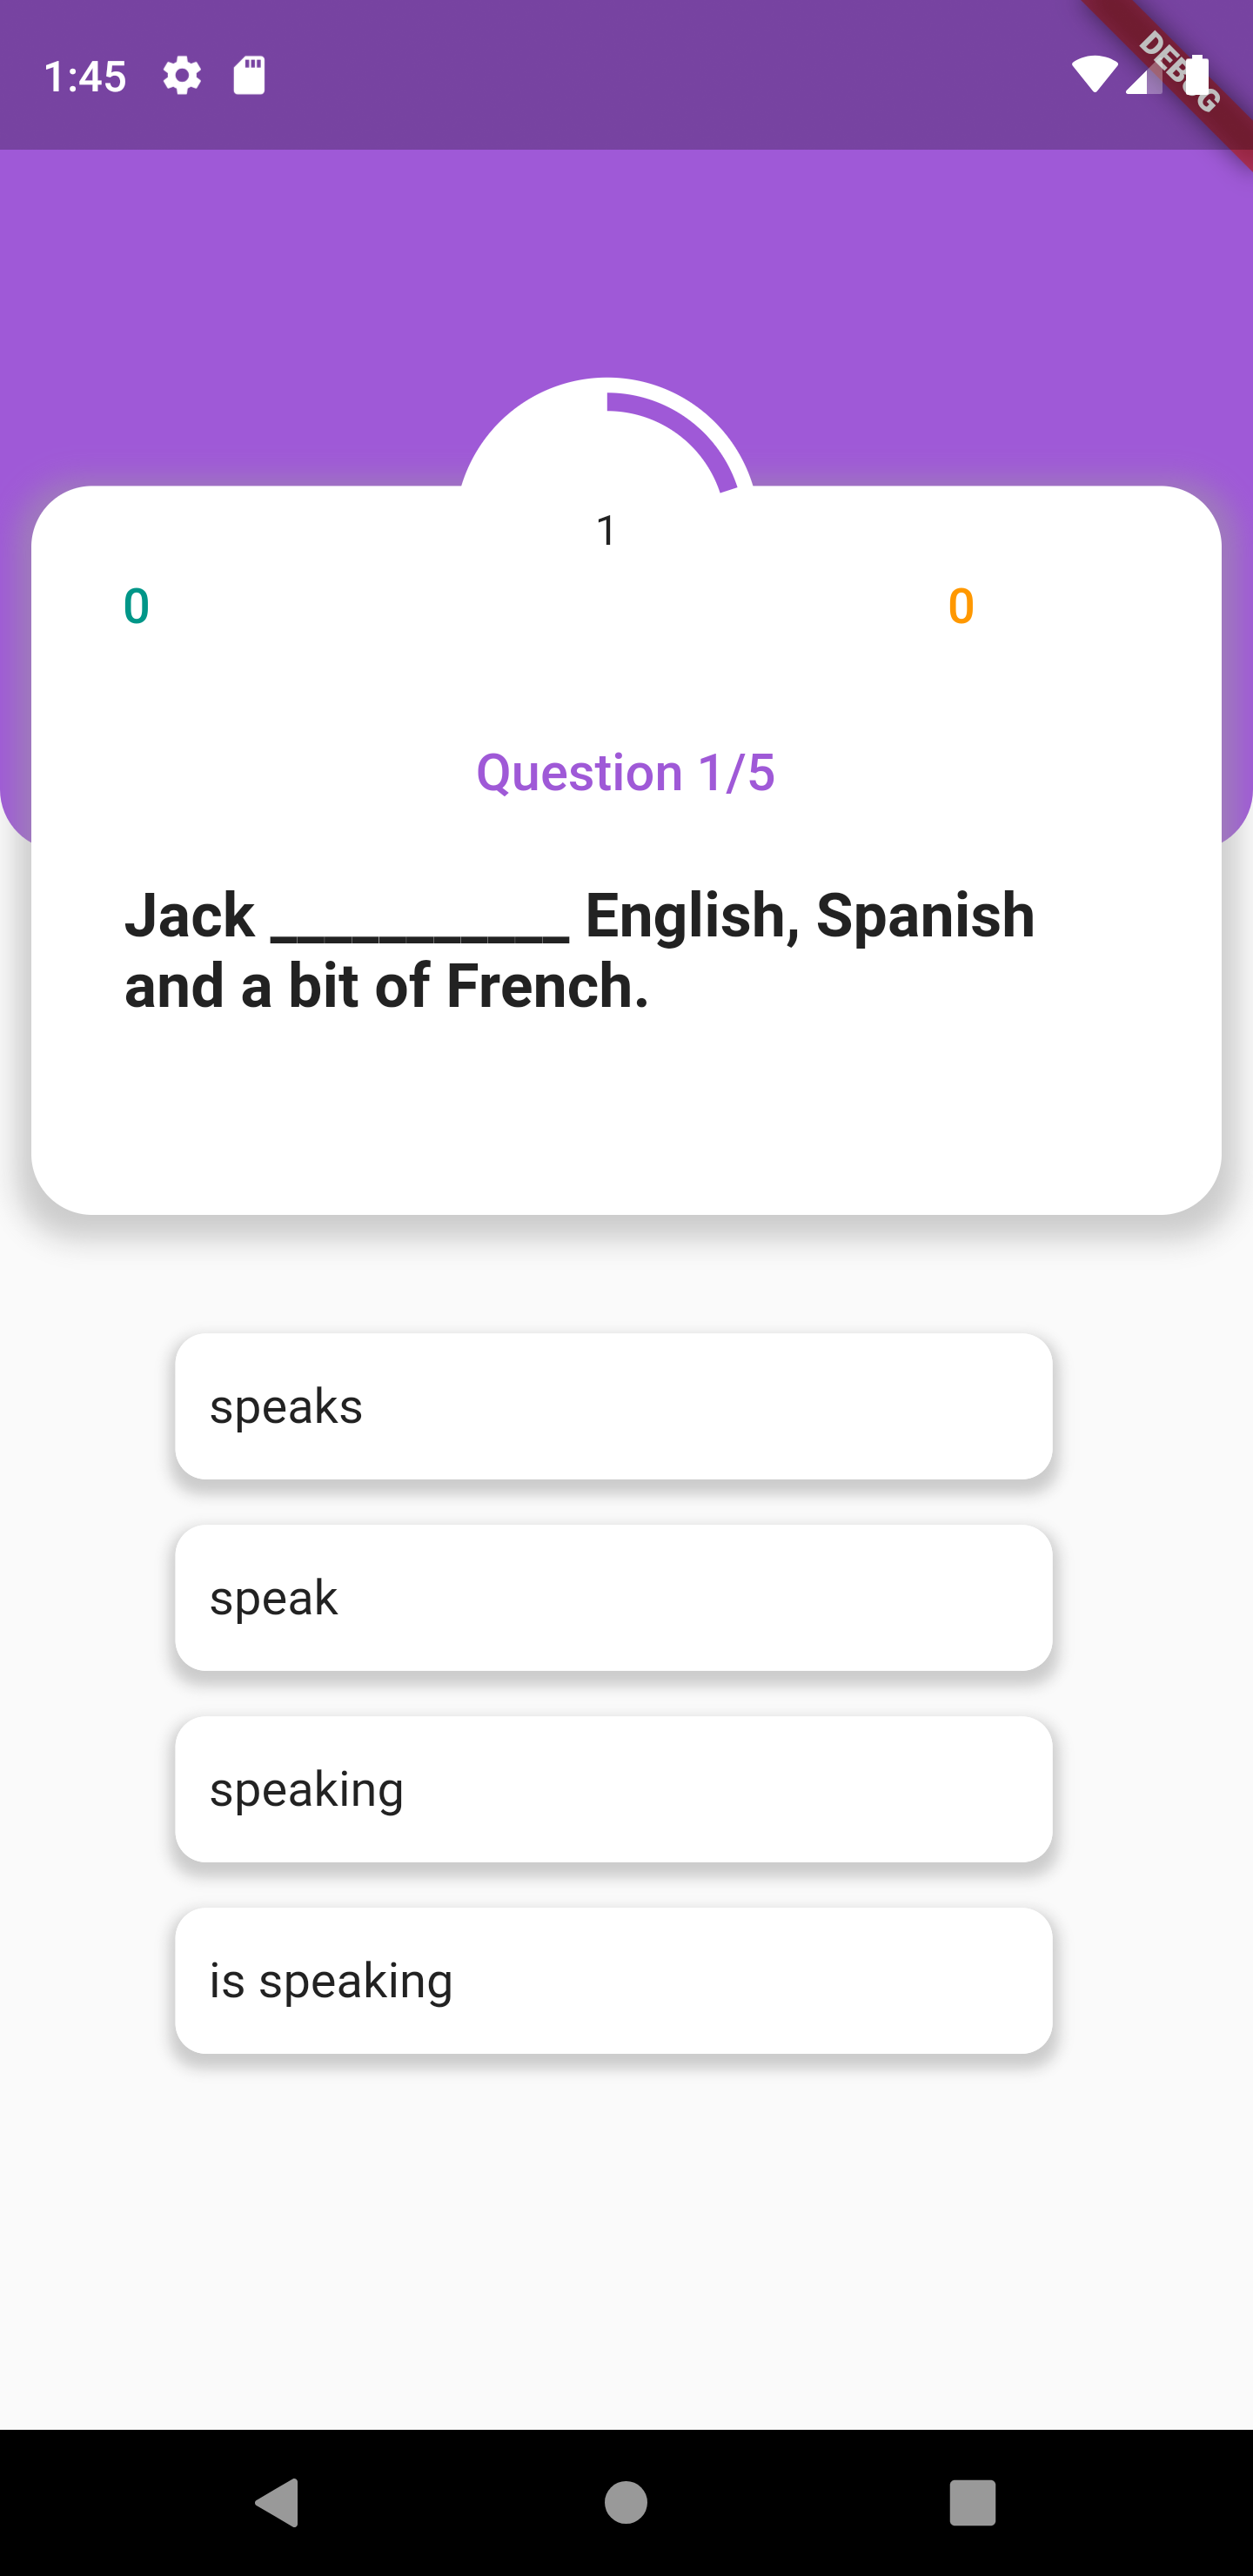 1:45
DEBUG
1
0
0
Question 1/5
Jack ___________ English, Spanish
and a bit of French.
speaks
speak
speaking
is speaking